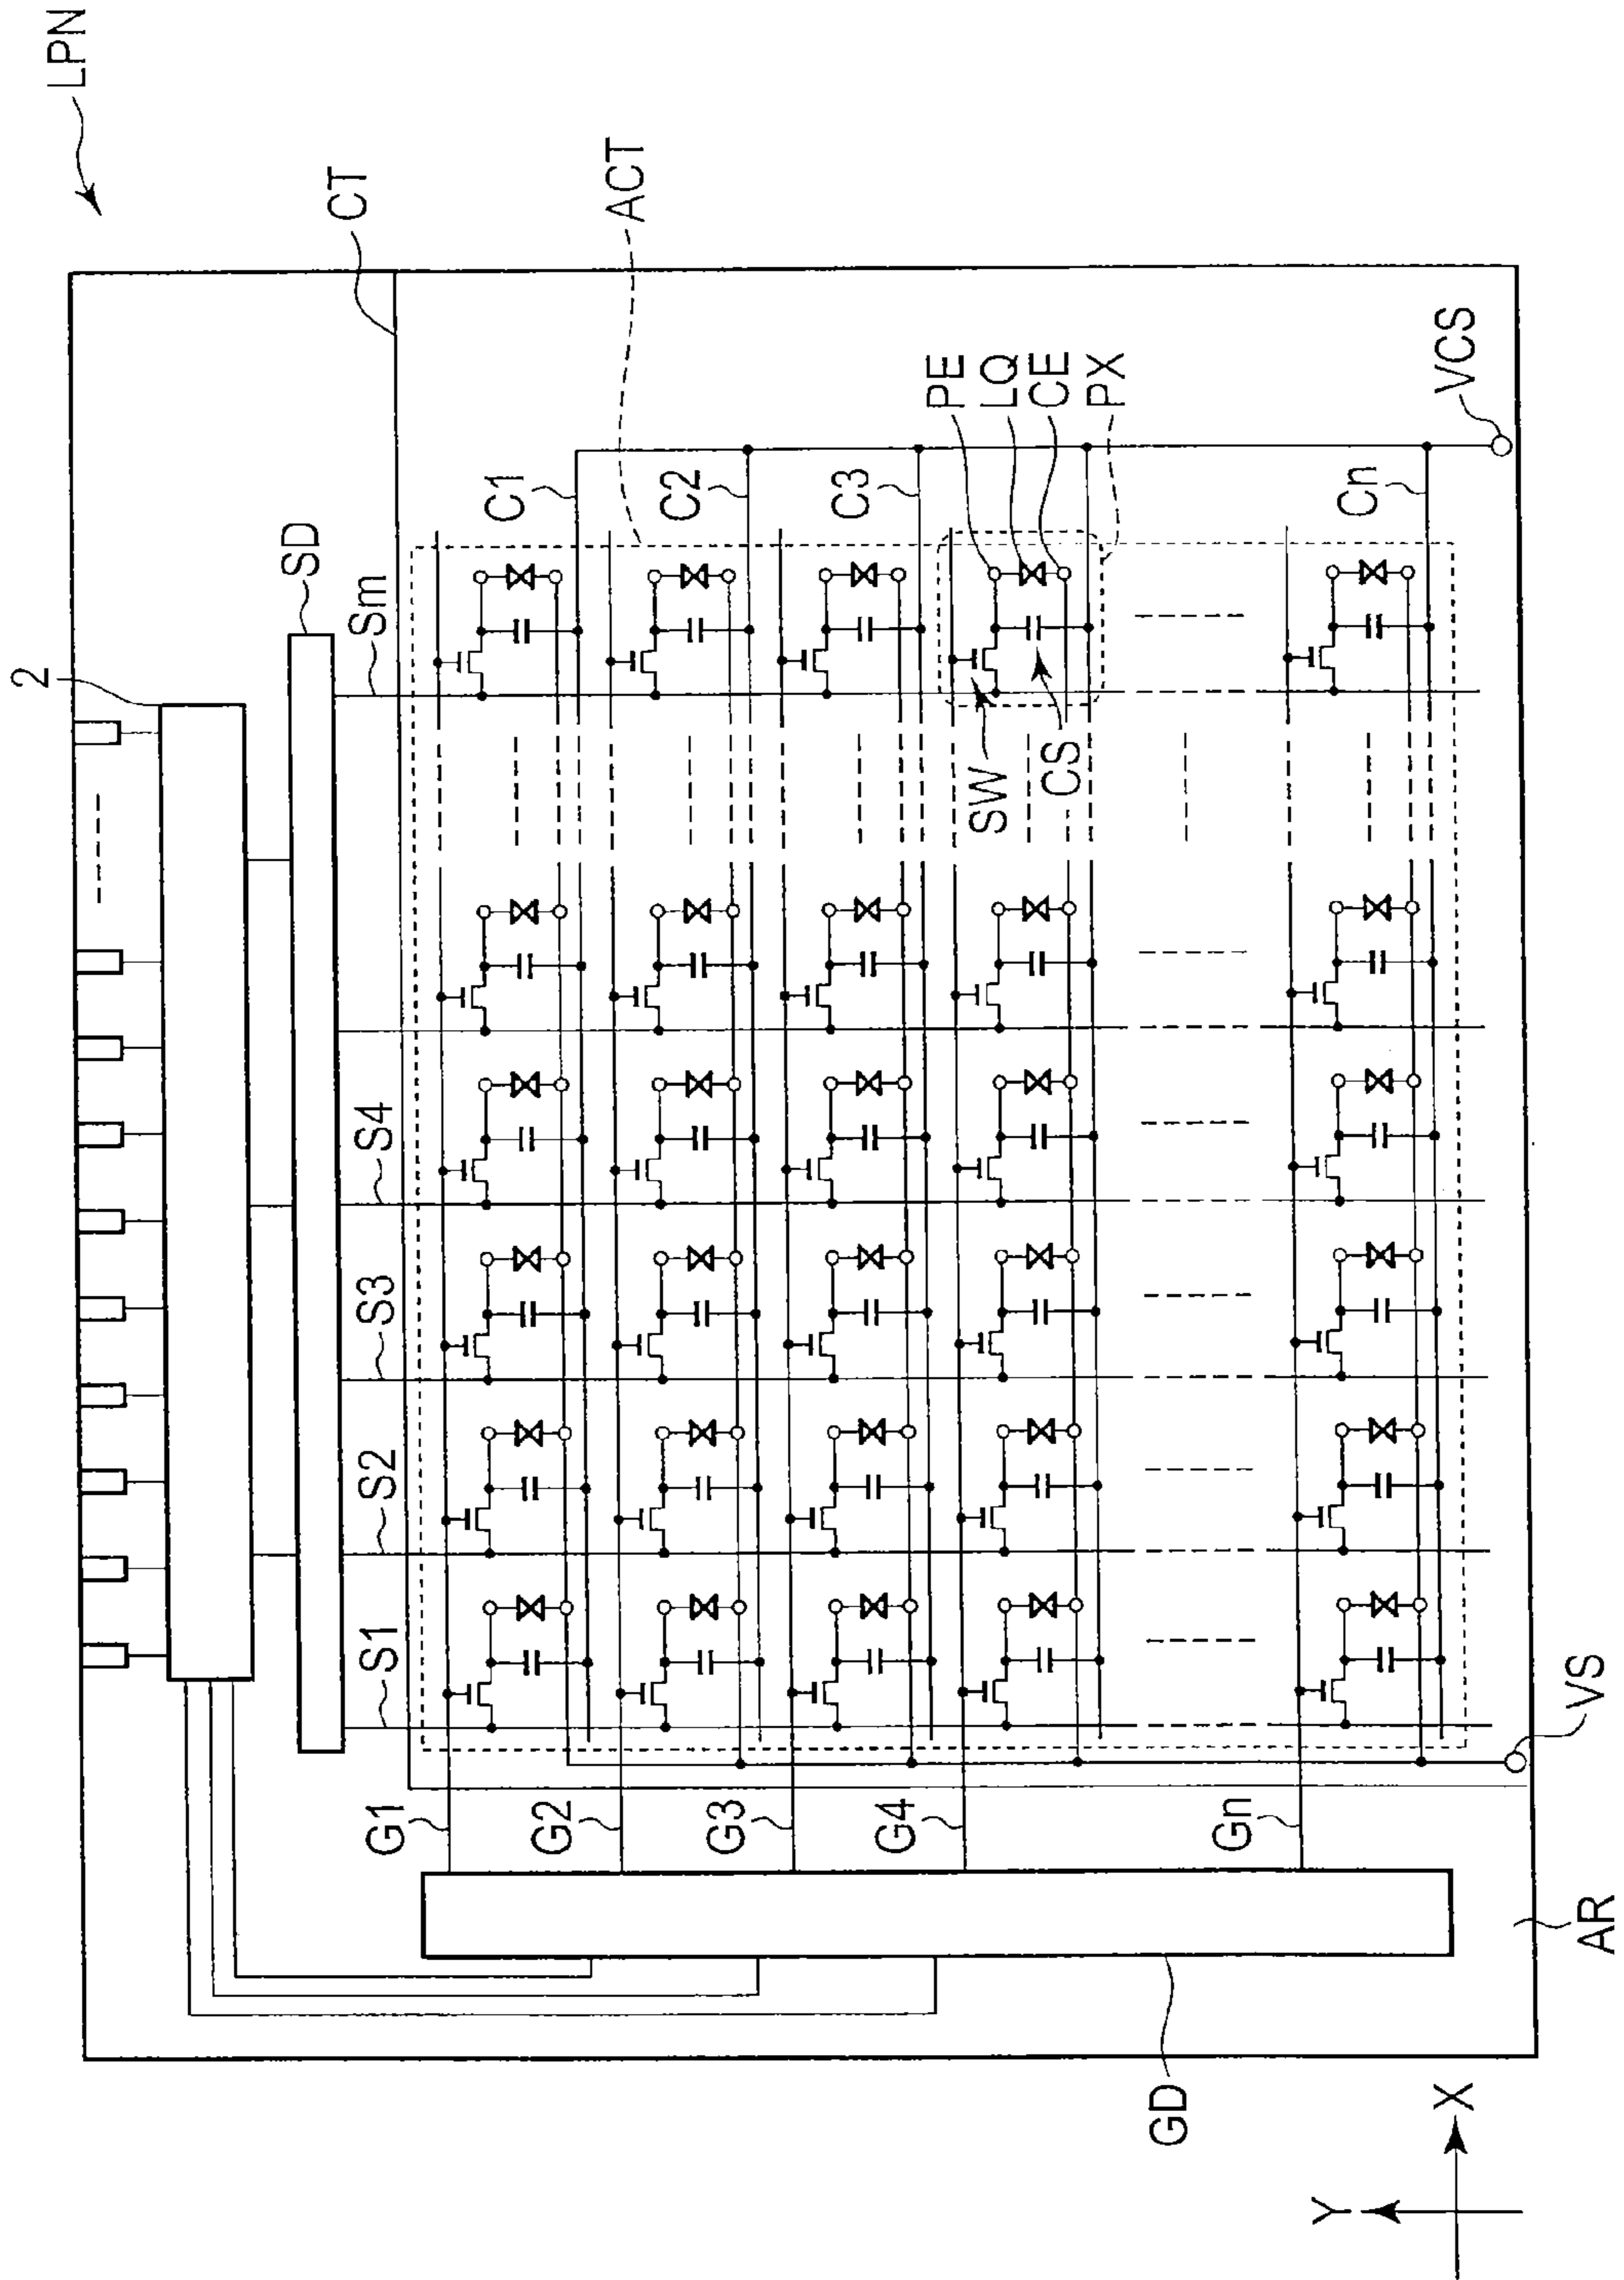 LPN
CT
ACT
2
SD
Sm
S4
S3
S2
S1
C1
C2
C3
Cn
PE
LQ
CE
PX
VCS
SW
CS
G1
G2
G3
G4
Gn
VS
AR
GD
Y
X